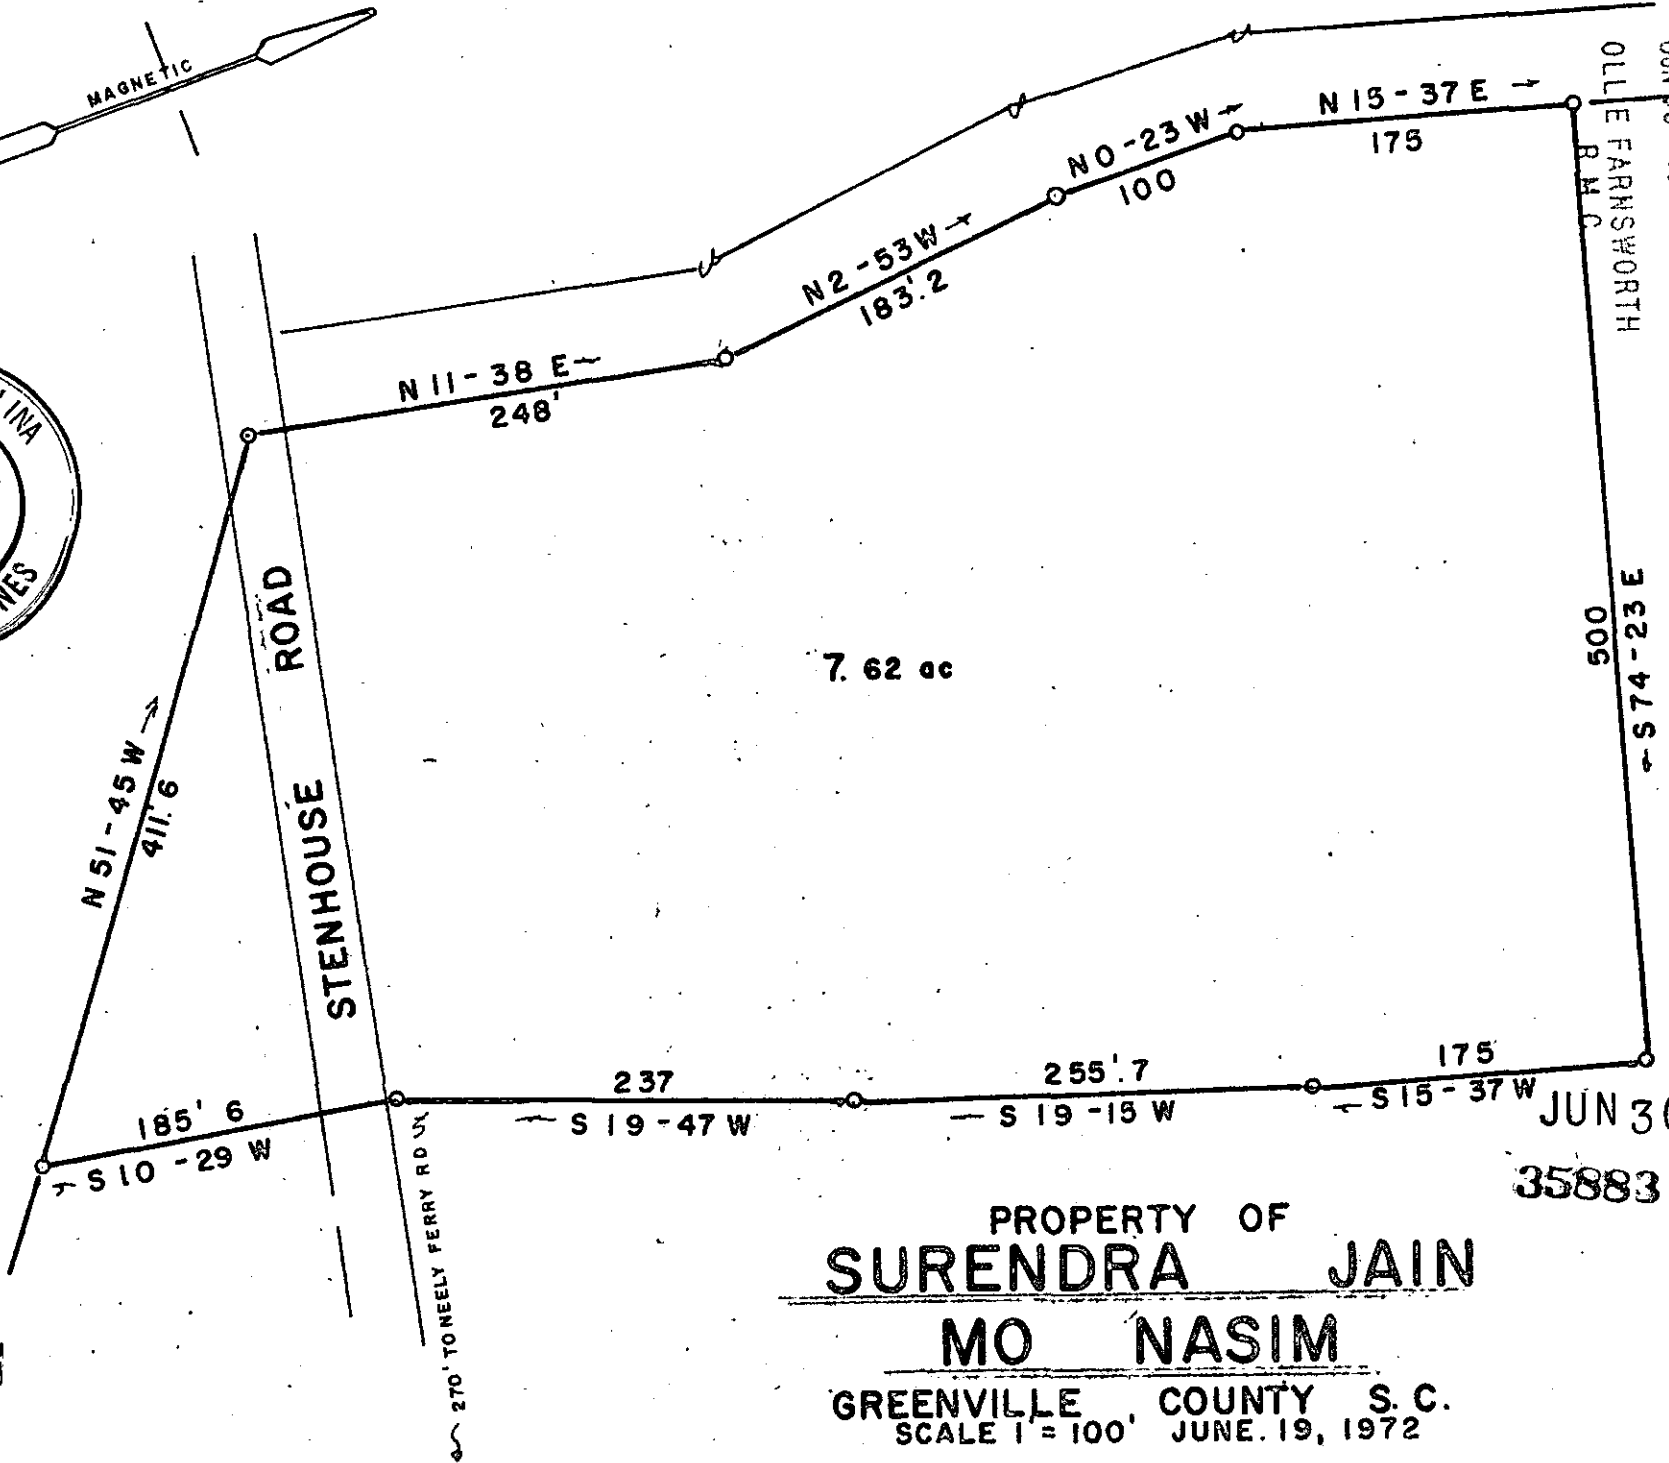 MAGNETIC
N 15-37 E
175
N 0-23 W
100
N 2-53 W
183'.2
N 11-38 E
248'
OLLIE FARNSWORTH
R M C
INA
NES
ROAD
STENHOUSE
7.62 ac
500
S 74-23 E
N 51-45 W
411.'6
185' 6
S 10-29 W
237
S 19-47 W
255'.7
S 19-15 W
175
S 15-37 W
JUN 30
35883
270' TO NEELY FERRY RD
PROPERTY OF
SURENDRA JAIN
MO NASIM
GREENVILLE COUNTY S.C.
SCALE 1"= 100' JUNE. 19, 1972